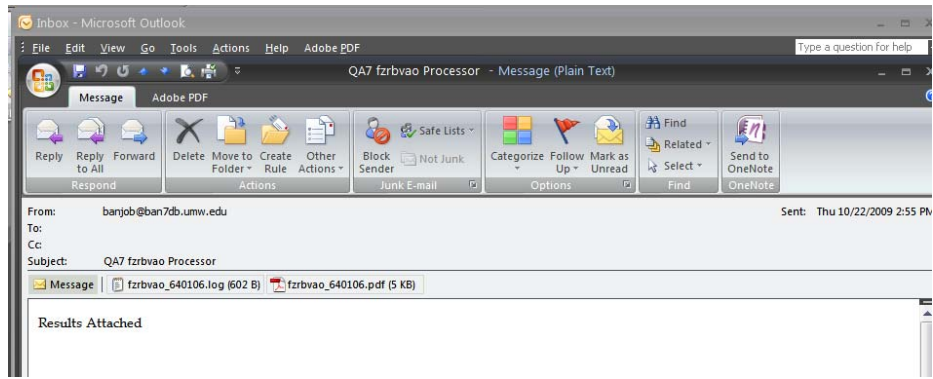 Inbox - Microsoft Outlook
File Edit View Go Tools Actions Help Adobe PDF Type a question for help
QA7 fzrbvao Processor - Message (Plain Text)
Message Adobe PDF
Reply Reply to All Forward Delete Move to Folder Create Rule Other Actions Block Sender Safe Lists Not Junk Categorize Follow Up Mark as Unread Find Related Select Send to OneNote
Respond Actions Junk E-mail Options Find OneNote
From: banjob@ban7db.umw.edu Sent: Thu 10/22/2009 2:55 PM
To:
Cc:
Subject: QA7 fzrbvao Processor
Message fzrbvao_640106.log (602 B) fzrbvao_640106.pdf (5 KB)
Results Attached